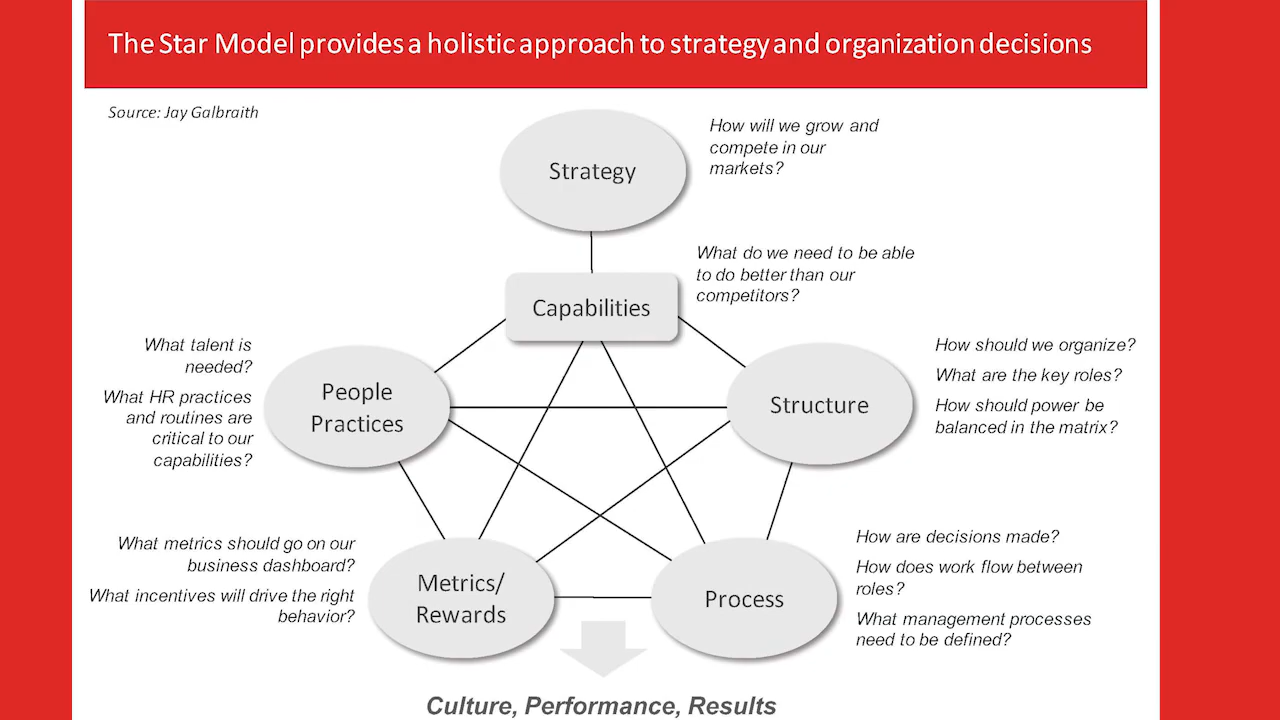 The Star Model provides a holistic approach to strategy and organization decisions
Source: Jay Galbraith
Strategy
How will we grow and
compete in our
markets?
Capabilities
What do we need to be able
to do better than our
competitors?
What talent is
needed?
What HR practices
and routines are
critical to our
capabilities?
People
Practices
Structure
How should we organize?
What are the key roles?
How should power be
balanced in the matrix?
What metrics should go on our
business dashboard?
What incentives will drive the right
behavior?
Metrics/
Rewards
Process
How are decisions made?
How does work flow between
roles?
What management processes
need to be defined?
Culture, Performance, Results